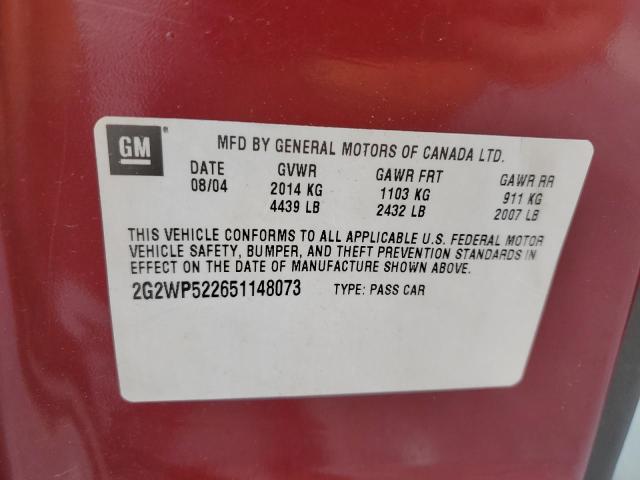 GM® MFD BY GENERAL MOTORS OF CANADA LTD.
DATE GVWR GAWR FRT GAWR RR
08/04 2014 KG 1103 KG 911 KG
4439 LB 2432 LB 2007 LB
THIS VEHICLE CONFORMS TO ALL APPLICABLE U.S. FEDERAL MOTOR
VEHICLE SAFETY, BUMPER, AND THEFT PREVENTION STANDARDS IN
EFFECT ON THE DATE OF MANUFACTURE SHOWN ABOVE.
2G2WP522651148073 TYPE: PASS CAR